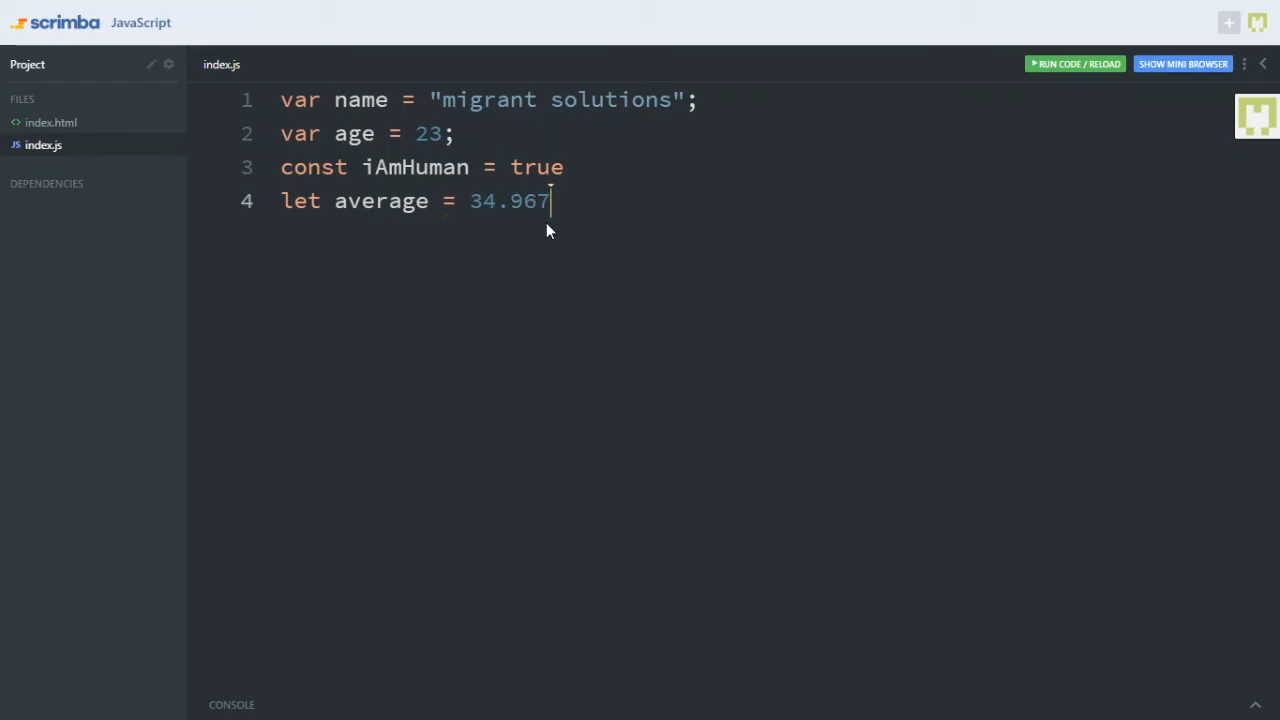 scrimba JavaScript
Project
index.js
RUN CODE / RELOAD
SHOW MINI BROWSER
FILES
index.html
index.js
DEPENDENCIES
1 var name = "migrant solutions";
2 var age = 23;
3 const iAmHuman = true
4 let average = 34.967
CONSOLE